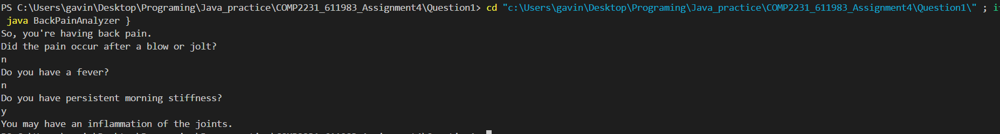 PS C:\Users\gavin\Desktop\Programing\Java_practice\COMP2231_611983_Assignment4\Question1> cd "c:\Users\gavin\Desktop\Programing\Java_practice\COMP2231_611983_Assignment4\Question1\" ;
java BackPainAnalyzer }
So, you're having back pain.
Did the pain occur after a blow or jolt?
n
Do you have a fever?
n
Do you have persistent morning stiffness?
y
You may have an inflammation of the joints.